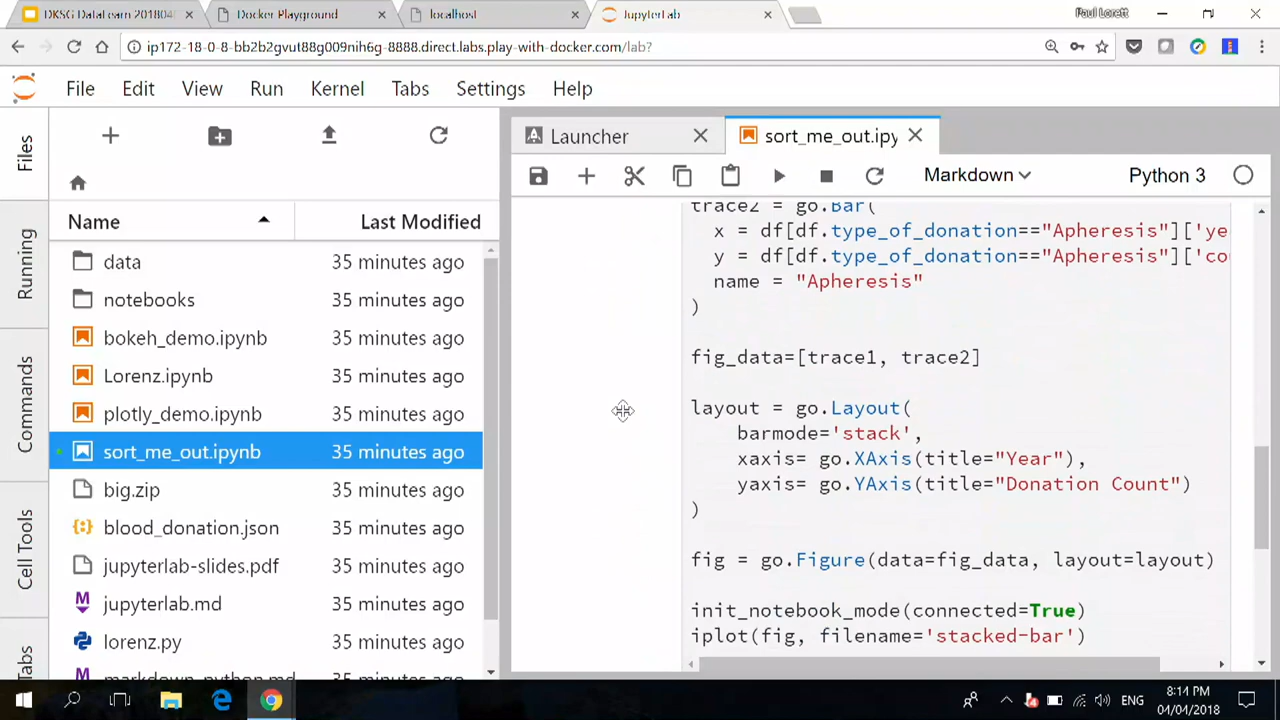 DKSG DataLearn 201804
Docker Playground
localhost
JupyterLab
Paul Lorett
ip172-18-0-8-bb2b2gvut88g009nih6g-8888.direct.labs.play-with-docker.com/lab?
File Edit View Run Kernel Tabs Settings Help
Files
Running
Commands
Cell Tools
Tabs
Name Last Modified
data 35 minutes ago
notebooks 35 minutes ago
bokeh_demo.ipynb 35 minutes ago
Lorenz.ipynb 35 minutes ago
plotly_demo.ipynb 35 minutes ago
sort_me_out.ipynb 35 minutes ago
big.zip 35 minutes ago
blood_donation.json 35 minutes ago
jupyterlab-slides.pdf 35 minutes ago
jupyterlab.md 35 minutes ago
lorenz.py 35 minutes ago
markdown_python.md 35 minutes ago
Launcher
sort_me_out.ipy
Markdown
Python 3
trace2 = go.Bar(
x = df[df.type_of_donation=="Apheresis"]['ye
y = df[df.type_of_donation=="Apheresis"]['co
name = "Apheresis"
)
fig_data=[trace1, trace2]
layout = go.Layout(
barmode='stack',
xaxis= go.XAxis(title="Year"),
yaxis= go.YAxis(title="Donation Count")
)
fig = go.Figure(data=fig_data, layout=layout)
init_notebook_mode(connected=True)
iplot(fig, filename='stacked-bar')
ENG
8:14 PM
04/04/2018